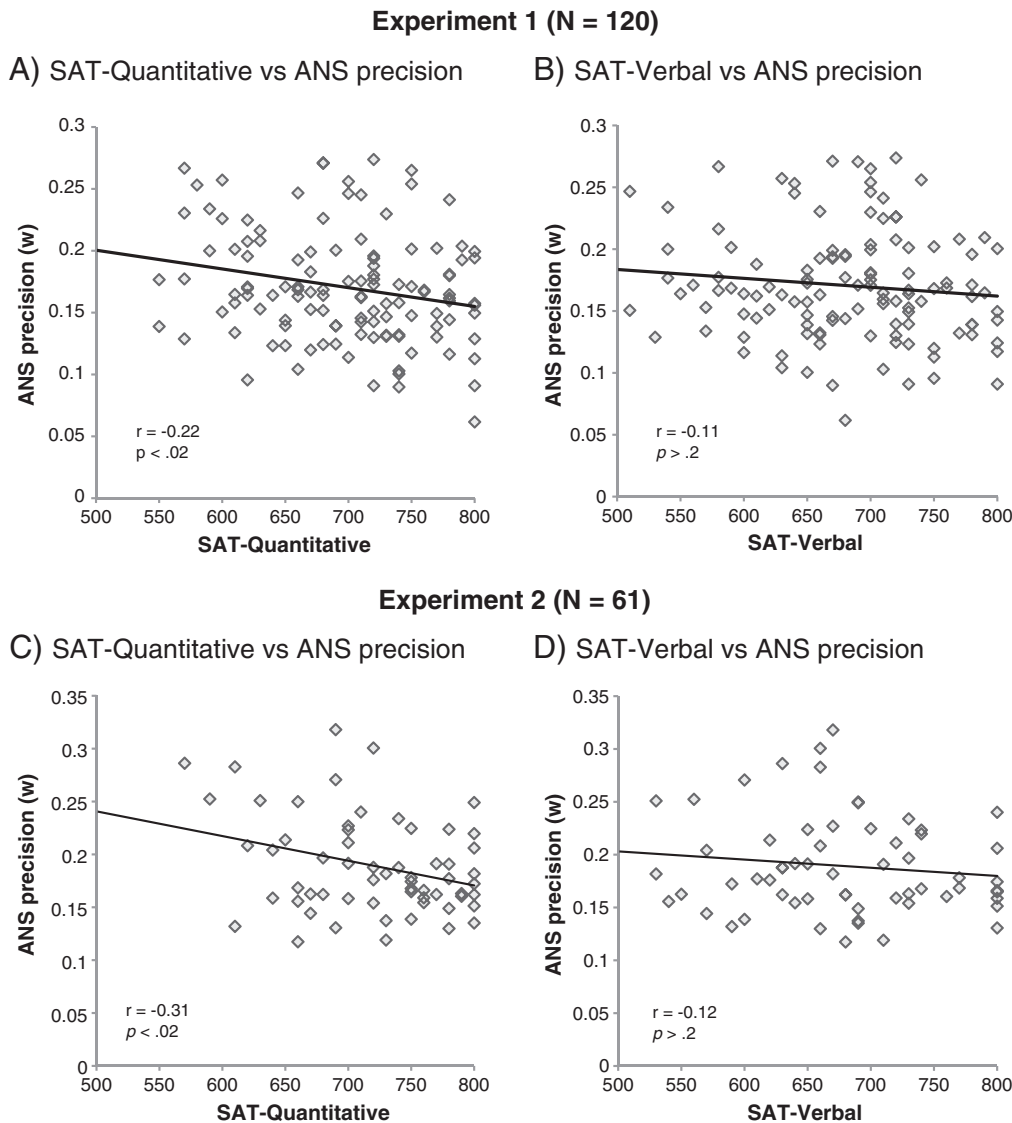 Experiment 1 (N = 120)
A) SAT-Quantitative vs ANS precision
B) SAT-Verbal vs ANS precision
ANS precision (w)
0.3
0.25
0.2
0.15
0.1
0.05
0
r = -0.22
p < .02
500 550 600 650 700 750 800
SAT-Quantitative
ANS precision (w)
0.3
0.25
0.2
0.15
0.1
0.05
0
r = -0.11
p > .2
500 550 600 650 700 750 800
SAT-Verbal
Experiment 2 (N = 61)
C) SAT-Quantitative vs ANS precision
D) SAT-Verbal vs ANS precision
ANS precision (w)
0.35
0.3
0.25
0.2
0.15
0.1
0.05
0
r = -0.31
p < .02
500 550 600 650 700 750 800
SAT-Quantitative
ANS precision (w)
0.35
0.3
0.25
0.2
0.15
0.1
0.05
0
r = -0.12
p > .2
500 550 600 650 700 750 800
SAT-Verbal